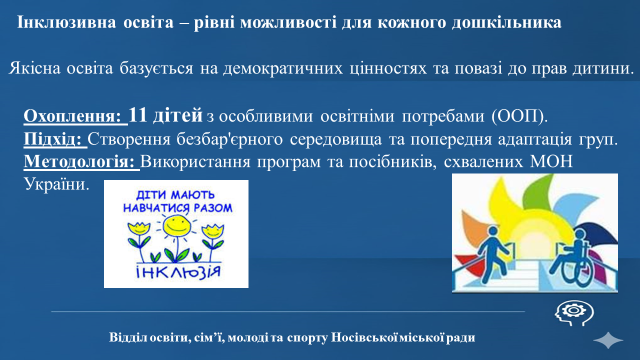 Інклюзивна освіта – рівні можливості для кожного дошкільника
Якісна освіта базується на демократичних цінностях та повазі до прав дитини.
Охоплення: 11 дітей з особливими освітніми потребами (ООП).
Підхід: Створення безбар'єрного середовища та попередня адаптація груп.
Методологія: Використання програм та посібників, схвалених МОН
України.
ДІТИ МАЮТЬ
НАВЧАТИСЯ РАЗОМ
ІНКЛЮЗІЯ
Відділ освіти, сім’ї, молоді та спорту Носівської міської ради